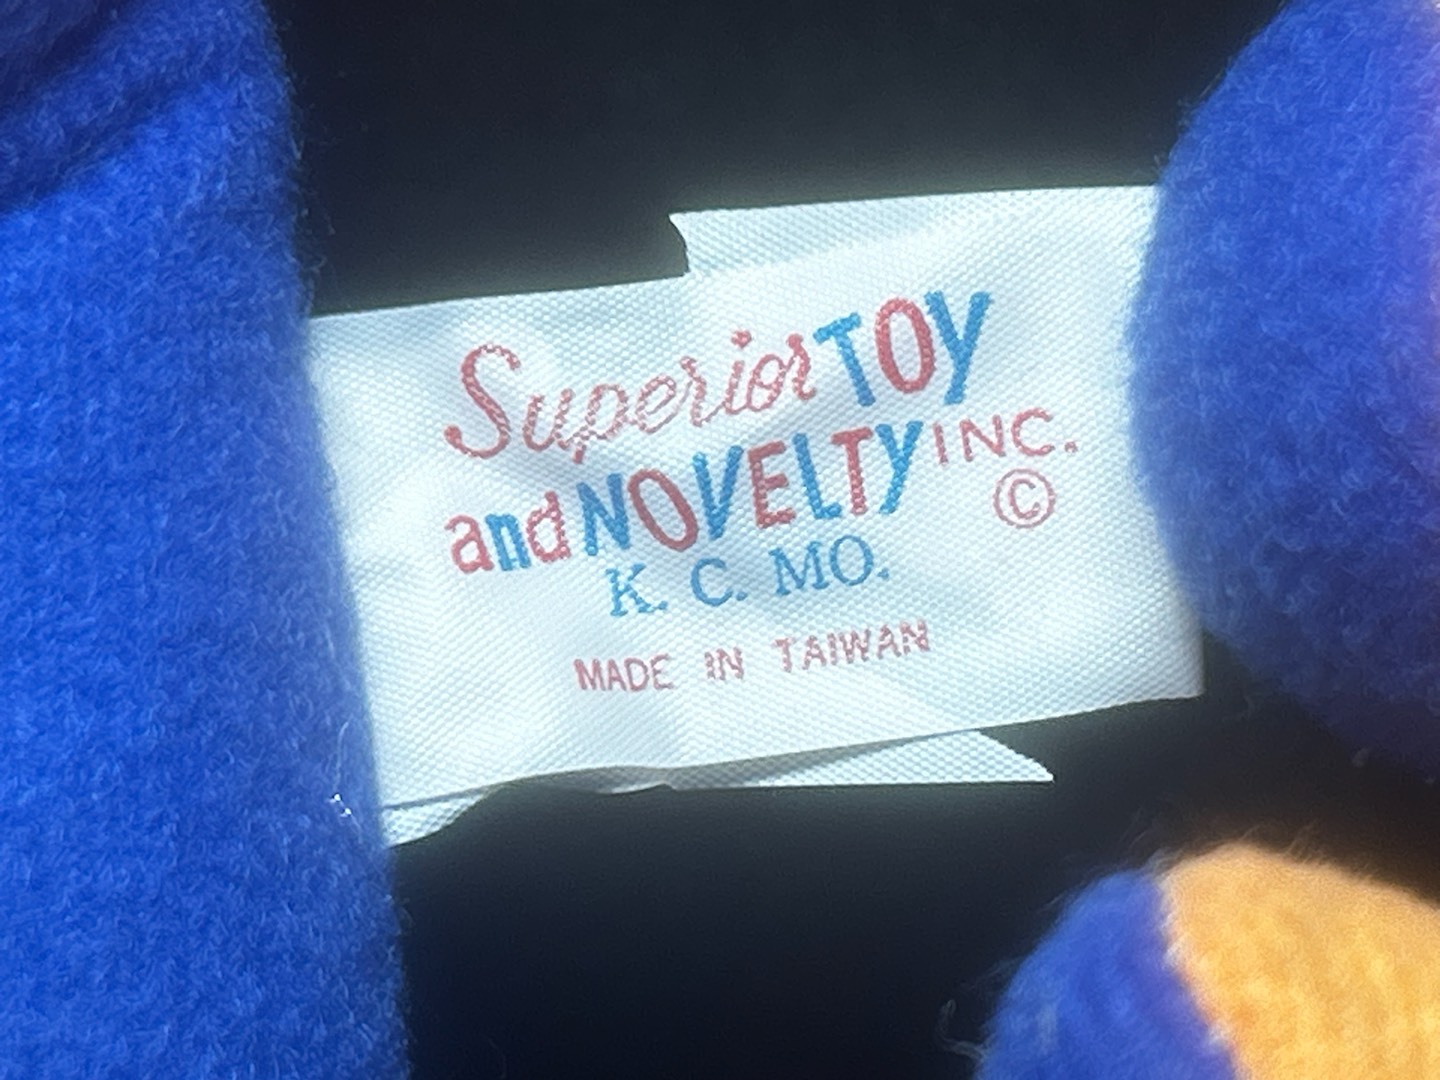 Superior TOY
and NOVELTY INC.
©
K. C. MO.
MADE IN TAIWAN